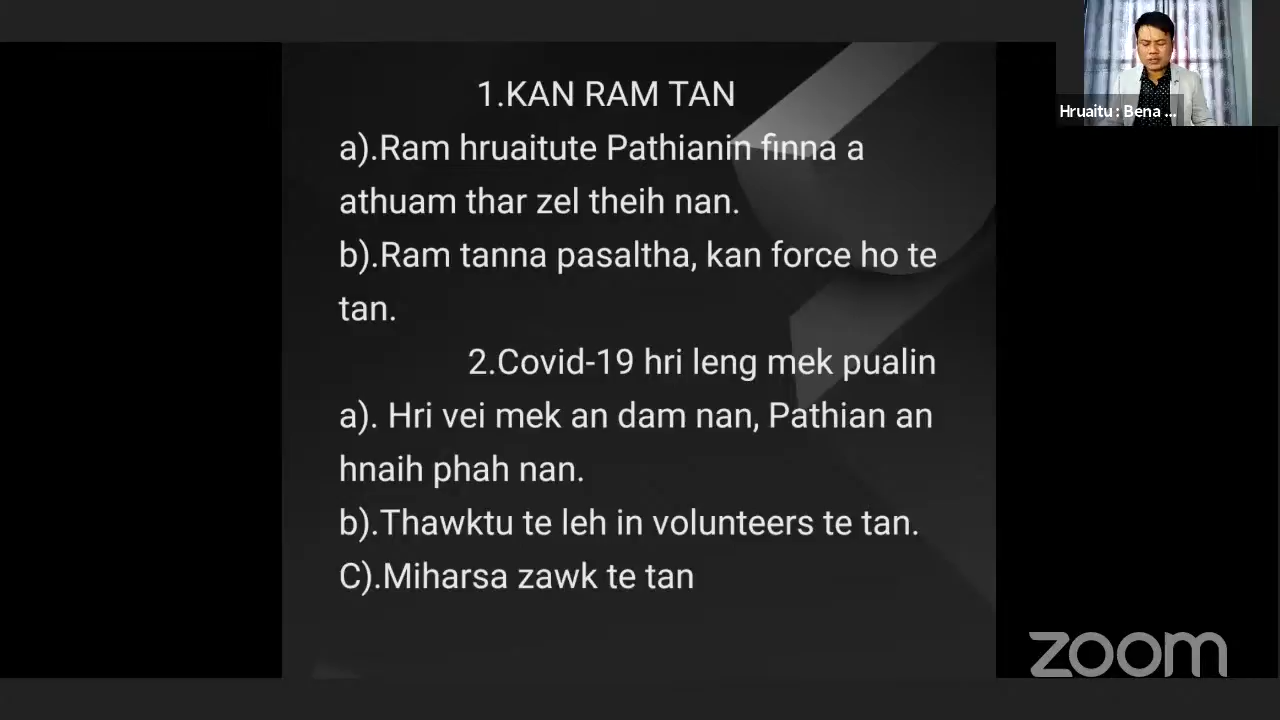 1.KAN RAM TAN
a).Ram hruaitute Pathianin finna a
athuam thar zel theih nan.
b).Ram tanna pasaltha, kan force ho te
tan.
2.Covid-19 hri leng mek pualin
a). Hri vei mek an dam nan, Pathian an
hnaih phah nan.
b).Thawktu te leh in volunteers te tan.
C).Miharsa zawk te tan
Hruaitu : Bena ...
zoom